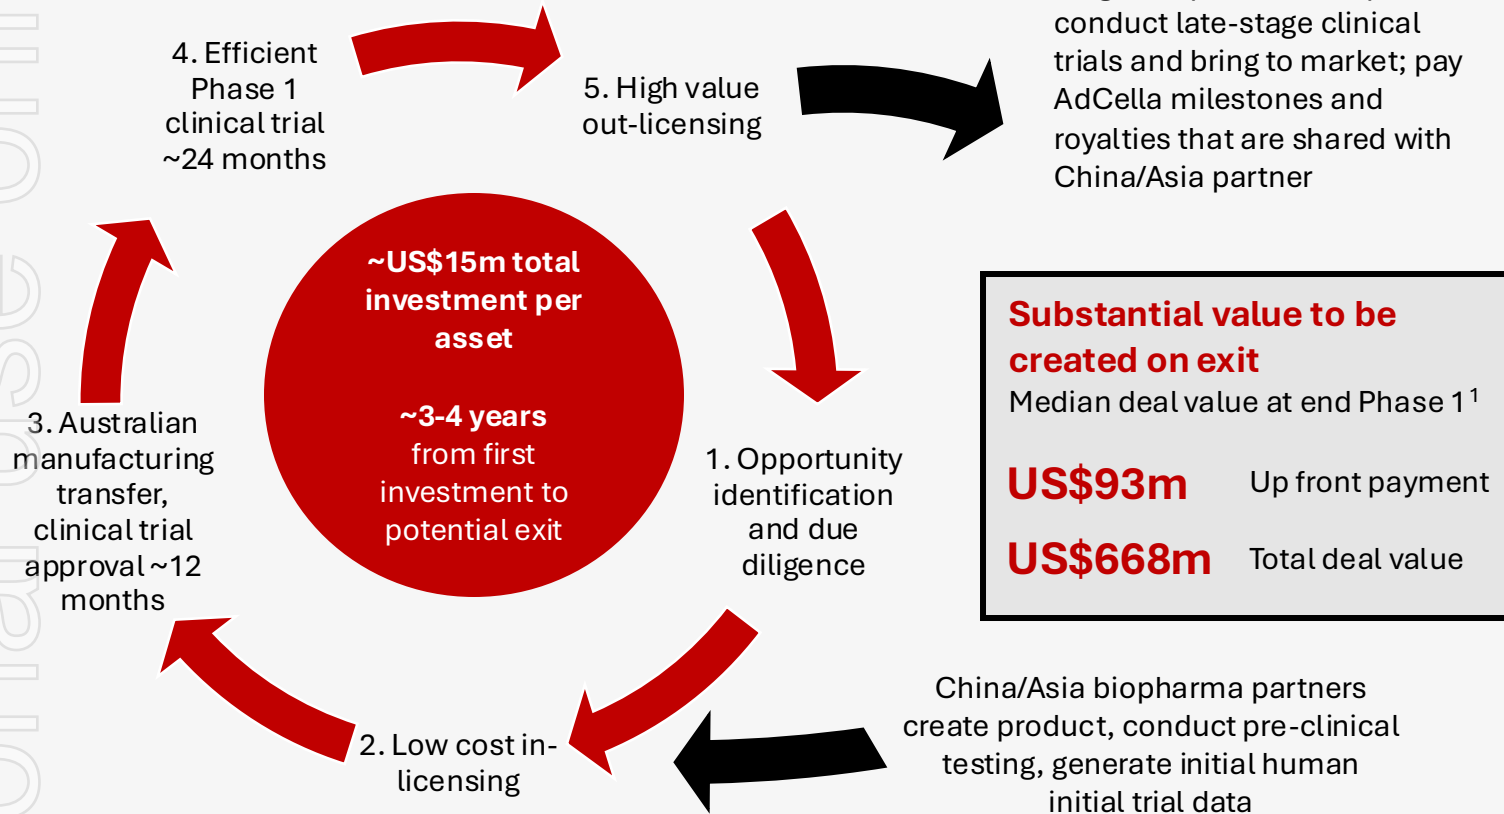 conduct late-stage clinical
trials and bring to market; pay
AdCella milestones and
royalties that are shared with
China/Asia partner
4. Efficient
Phase 1
clinical trial
~24 months
5. High value
out-licensing
~US$15m total
investment per
asset
~3-4 years
from first
investment to
potential exit
Substantial value to be
created on exit
Median deal value at end Phase 1¹
US$93m Up front payment
US$668m Total deal value
3. Australian
manufacturing
transfer,
clinical trial
approval ~12
months
1. Opportunity
identification
and due
diligence
2. Low cost in-
licensing
China/Asia biopharma partners
create product, conduct pre-clinical
testing, generate initial human
initial trial data